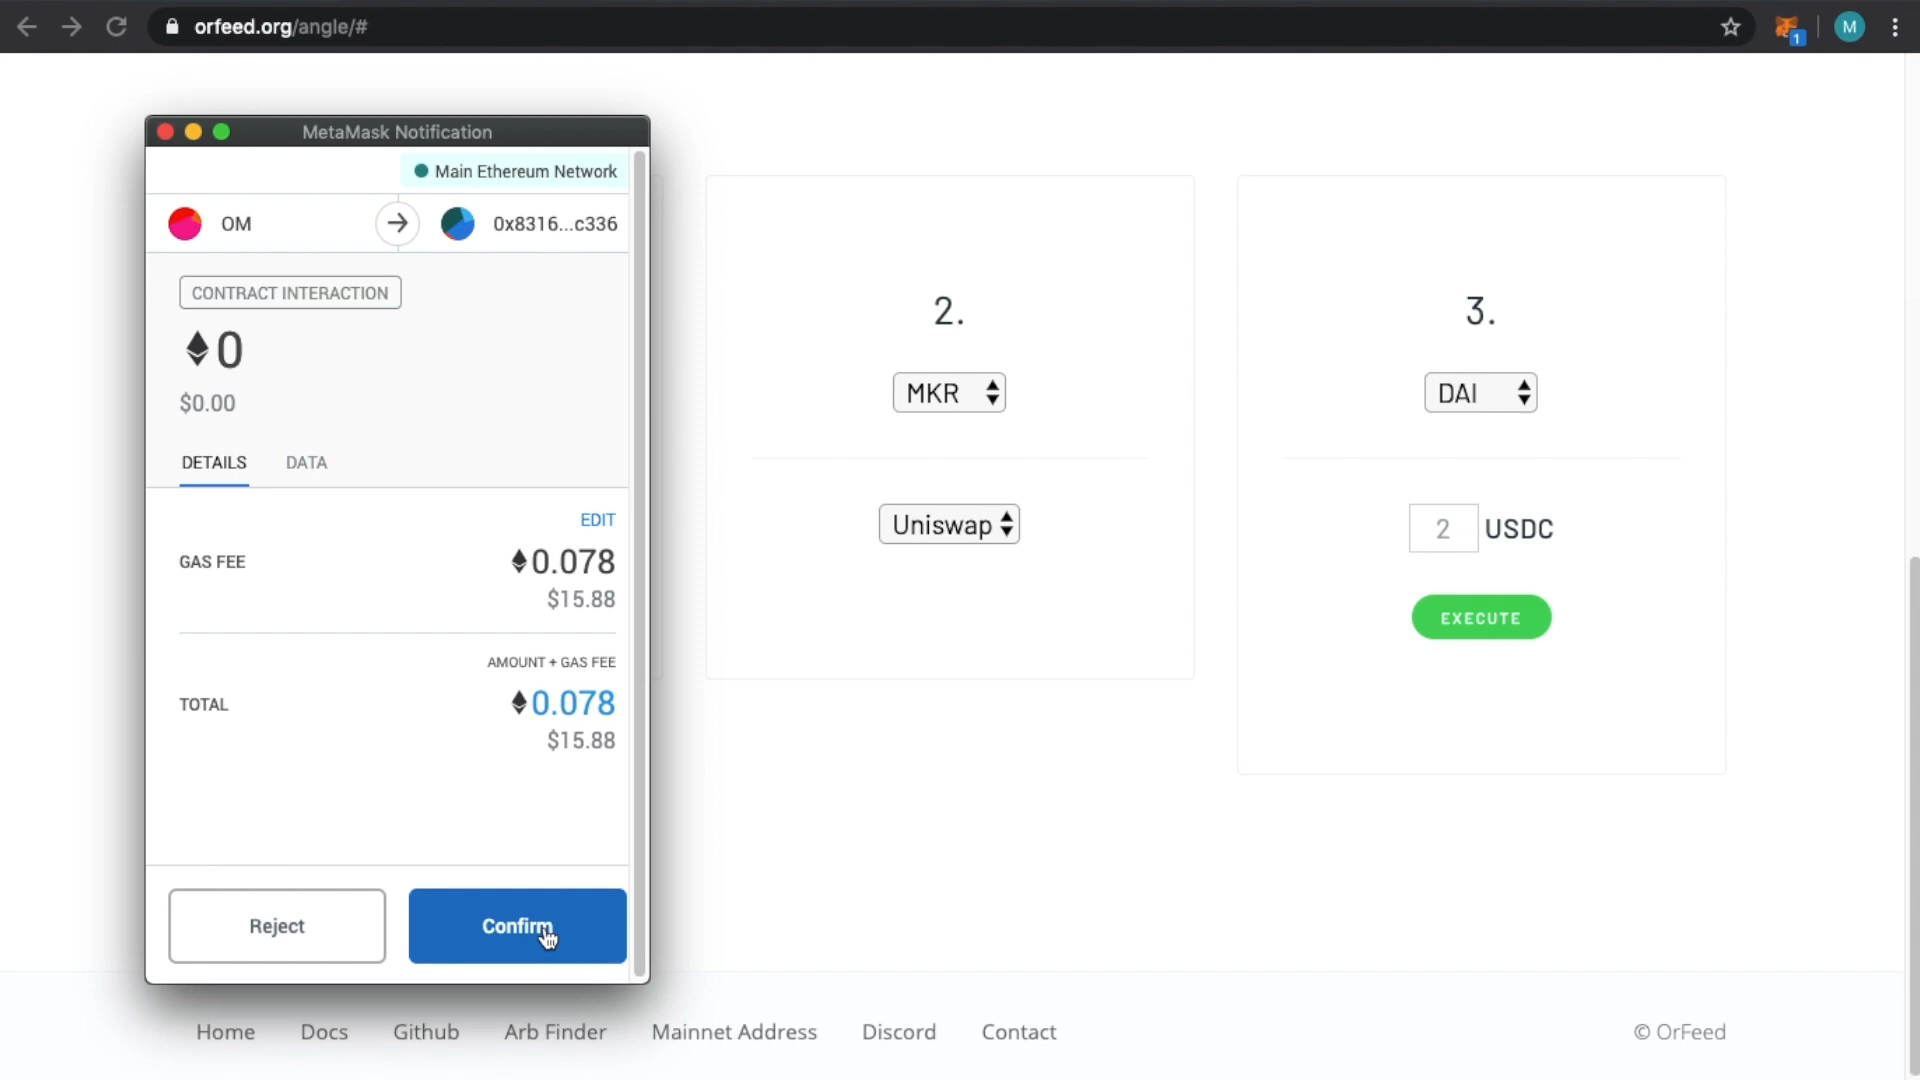 orfeed.org/angle/#
1
M
MetaMask Notification
Main Ethereum Network
OM
0x8316...c336
CONTRACT INTERACTION
0
$0.00
DETAILS
DATA
EDIT
GAS FEE
0.078
$15.88
AMOUNT + GAS FEE
TOTAL
0.078
$15.88
Reject
Confirm
2.
MKR
Uniswap
3.
DAI
2 USDC
EXECUTE
Home Docs Github Arb Finder Mainnet Address Discord Contact
© OrFeed